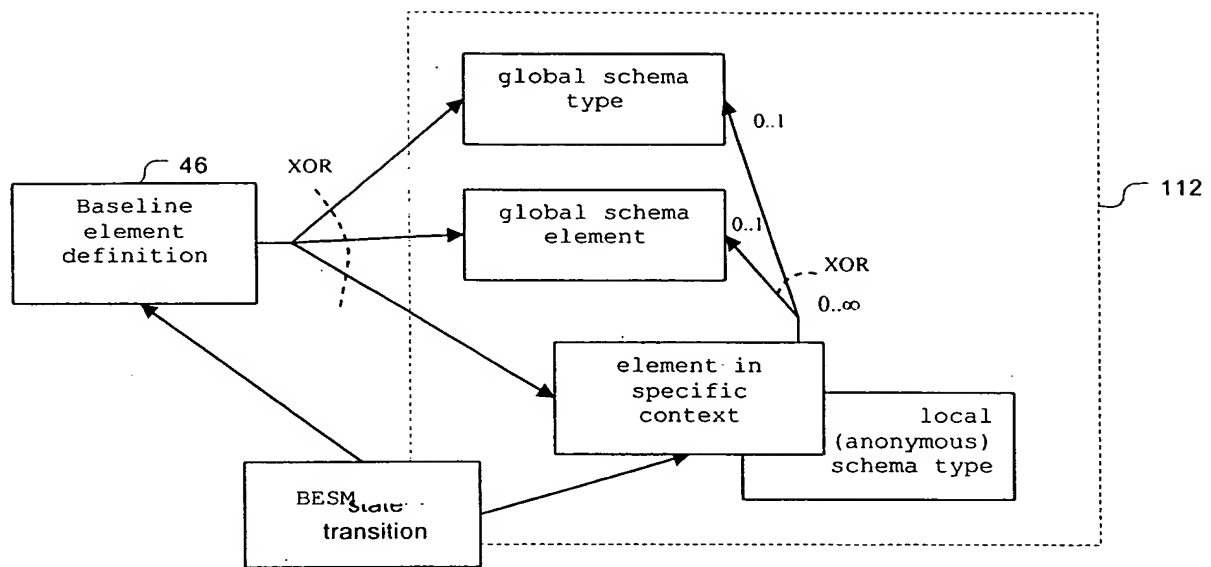 global schema
type
0..1
46
XOR
Baseline
element
definition
global schema
element
0..1
112
XOR
0..∞
element in
specific
context
local
(anonymous)
schema type
BESM
state
transition